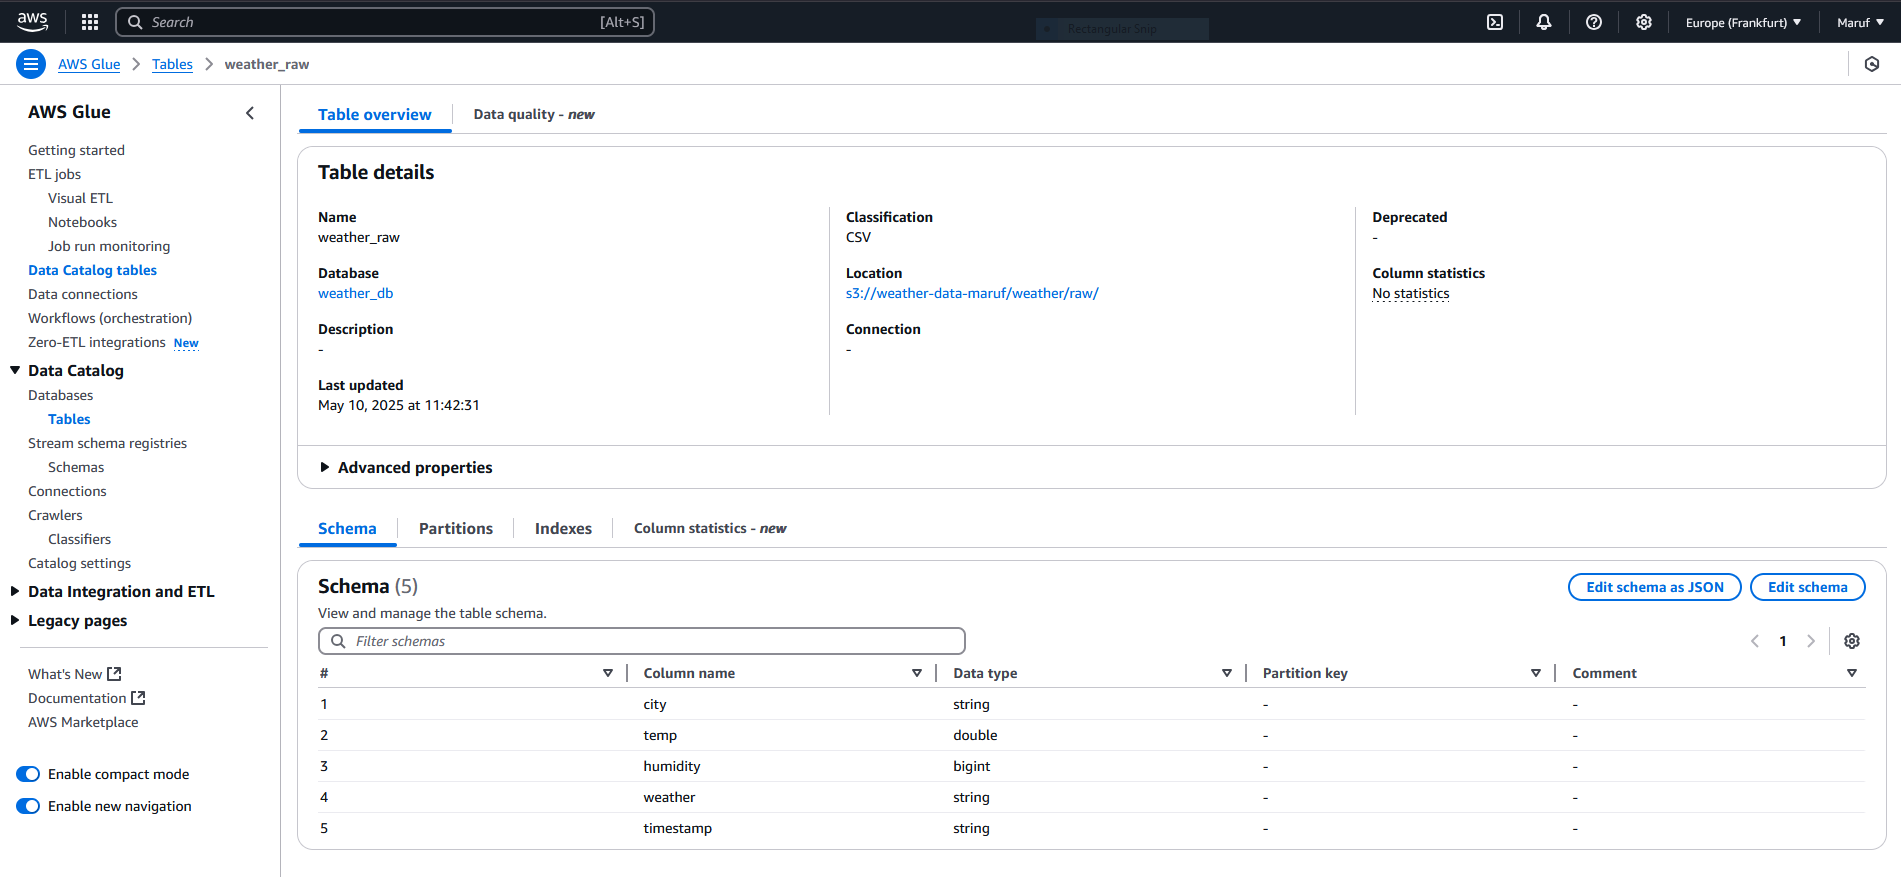 aws
Search [Alt+S]
Rectangular Snip
Europe (Frankfurt)
Maruf
AWS Glue
Tables
weather_raw
AWS Glue
Getting started
ETL jobs
Visual ETL
Notebooks
Job run monitoring
Data Catalog tables
Data connections
Workflows (orchestration)
Zero-ETL integrations New
Data Catalog
Databases
Tables
Stream schema registries
Schemas
Connections
Crawlers
Classifiers
Catalog settings
Data Integration and ETL
Legacy pages
What's New
Documentation
AWS Marketplace
Enable compact mode
Enable new navigation
Table overview
Data quality - new
Table details
Name
weather_raw
Database
weather_db
Description
-
Last updated
May 10, 2025 at 11:42:31
Classification
CSV
Location
s3://weather-data-maruf/weather/raw/
Connection
-
Deprecated
-
Column statistics
No statistics
Advanced properties
Schema
Partitions
Indexes
Column statistics - new
Schema (5)
View and manage the table schema.
Edit schema as JSON
Edit schema
Filter schemas
1
# Column name Data type Partition key Comment
1 city string - -
2 temp double - -
3 humidity bigint - -
4 weather string - -
5 timestamp string - -